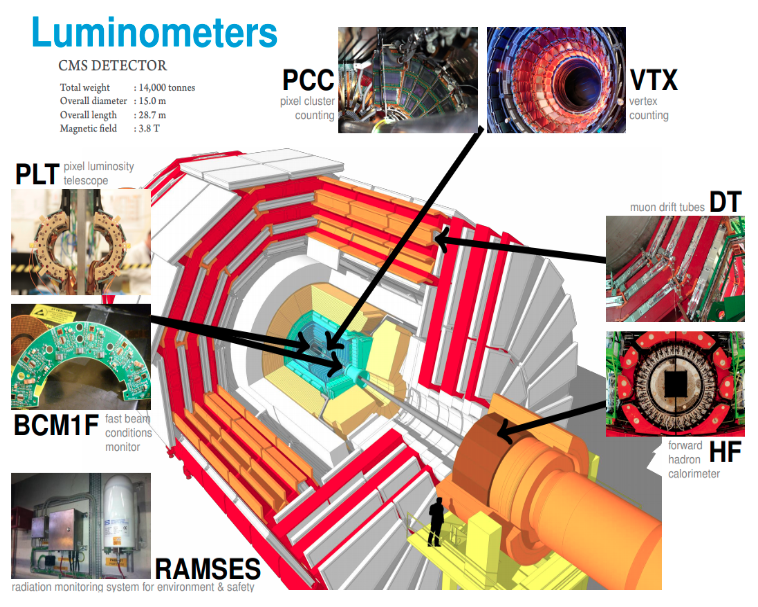 Luminometers
CMS DETECTOR
Total weight : 14,000 tonnes
Overall diameter : 15.0 m
Overall length : 28.7 m
Magnetic field : 3.8 T
PCC
pixel cluster
counting
VTX
vertex
counting
PLT pixel luminosity
telescope
muon drift tubes DT
BCM1F fast beam
conditions
monitor
forward
hadron HF
calorimeter
RAMSES
radiation monitoring system for environment & safety